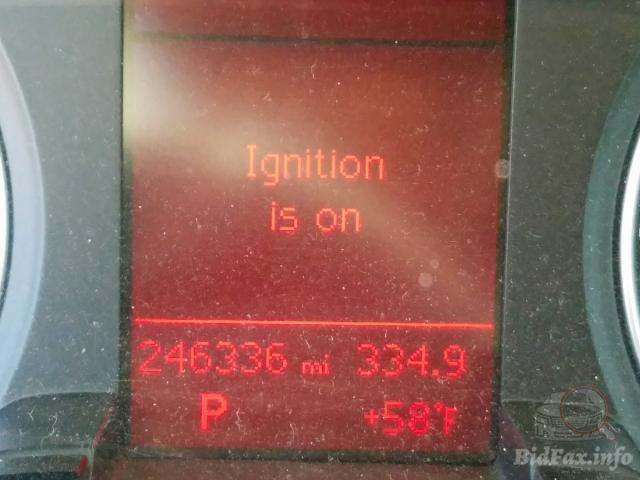 Ignition
is on
246336 mi 334.9
P +58°F
BidFax.info